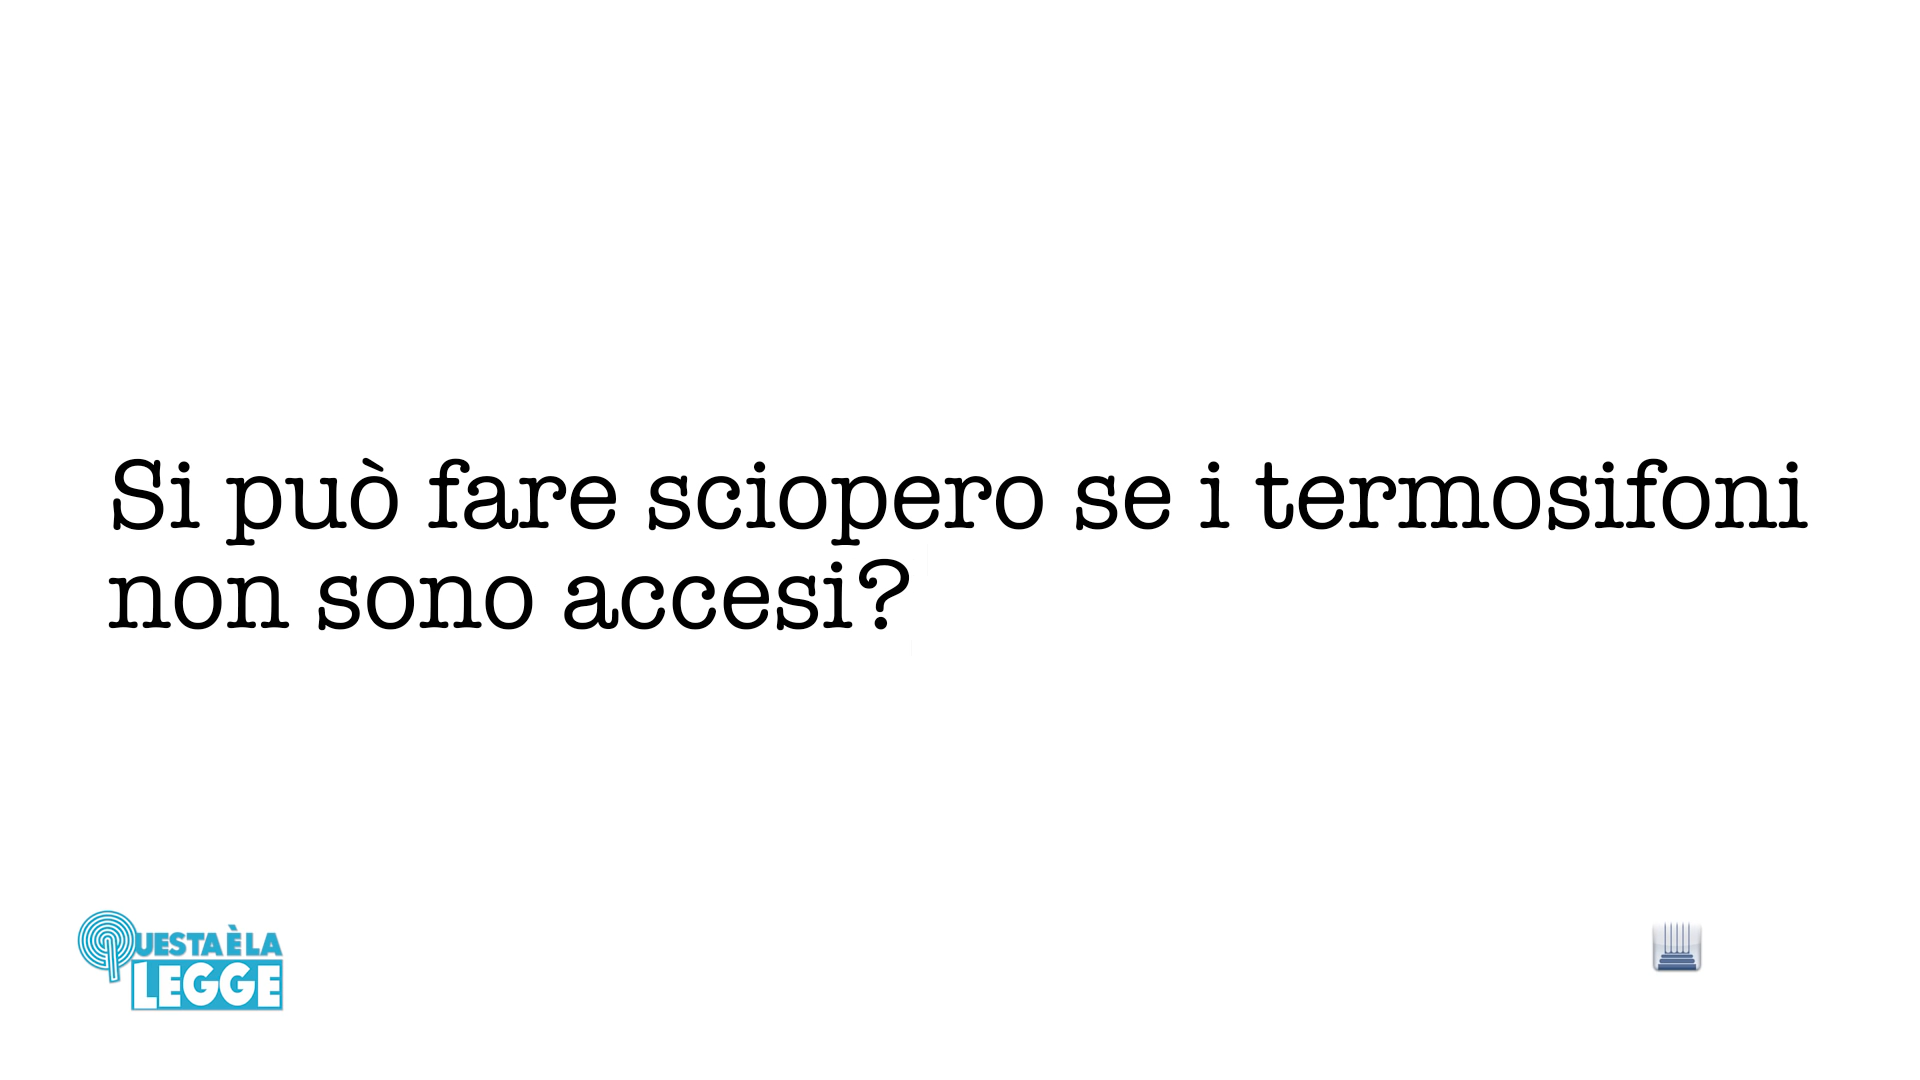 Si può fare sciopero se i termosifoni
non sono accesi?
QUESTA È LA
LEGGE